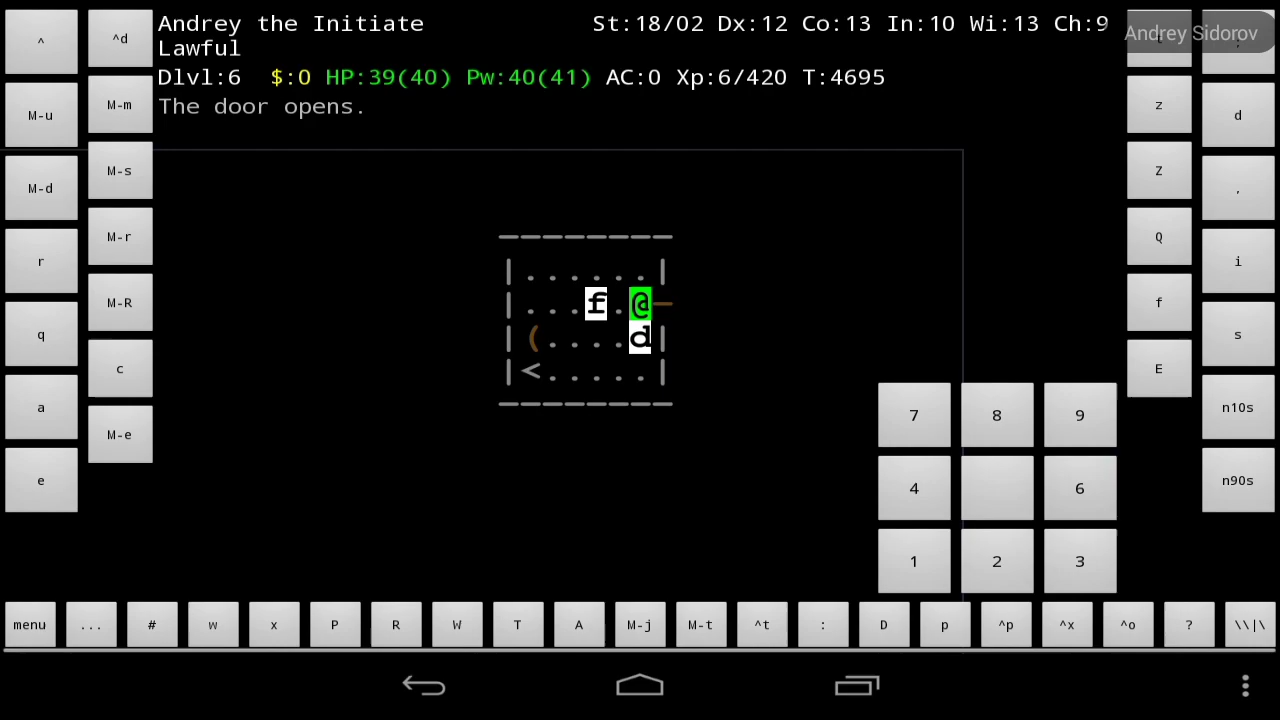 Andrey the Initiate St:18/02 Dx:12 Co:13 In:10 Wi:13 Ch:9
Lawful
Dlvl:6 $:0 HP:39(40) Pw:40(41) AC:0 Xp:6/420 T:4695
The door opens.
Andrey Sidorov
--------
|......|
|...f.@-
|(....d|
|<.....|
--------
^ ^d
M-u M-m z d
M-d M-s Z ,
r M-r Q i
q M-R f s
a c E n10s
e M-e n90s
7 8 9
4 6
1 2 3
menu ... # w x P R W T A M-j M-t ^t : D p ^p ^x ^o ? \\|\